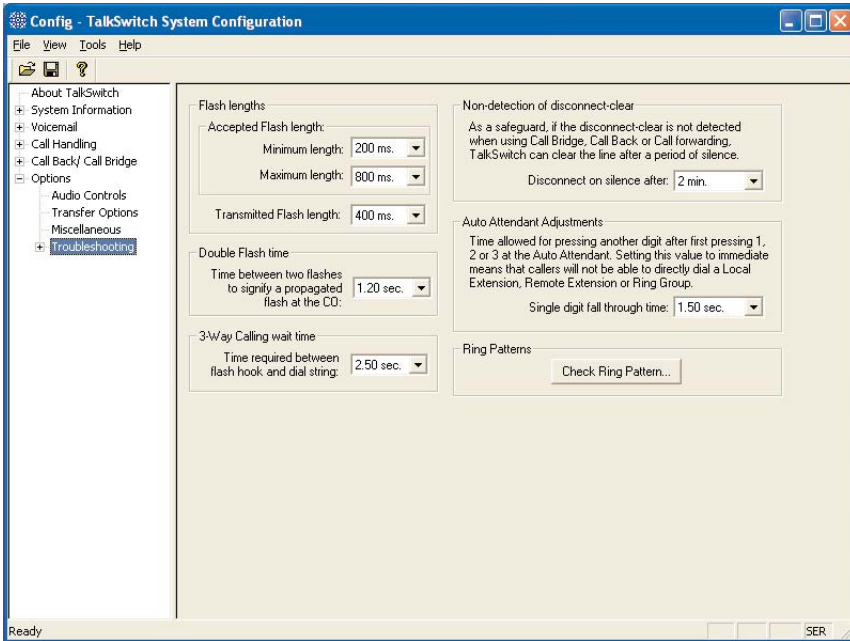 Config - TalkSwitch System Configuration
File View Tools Help
About TalkSwitch
System Information
Voicemail
Call Handling
Call Back/ Call Bridge
Options
Audio Controls
Transfer Options
Miscellaneous
Troubleshooting
Flash lengths
Accepted Flash length:
Minimum length: 200 ms.
Maximum length: 800 ms.
Transmitted Flash length: 400 ms.
Double Flash time
Time between two flashes
to signify a propagated
flash at the CO:
1.20 sec.
3-Way Calling wait time
Time required between
flash hook and dial string:
2.50 sec.
Non-detection of disconnect-clear
As a safeguard, if the disconnect-clear is not detected
when using Call Bridge, Call Back or Call forwarding,
TalkSwitch can clear the line after a period of silence.
Disconnect on silence after: 2 min.
Auto Attendant Adjustments
Time allowed for pressing another digit after first pressing 1,
2 or 3 at the Auto Attendant. Setting this value to immediate
means that callers will not be able to directly dial a Local
Extension, Remote Extension or Ring Group.
Single digit fall through time: 1.50 sec.
Ring Patterns
Check Ring Pattern...
Ready
SER